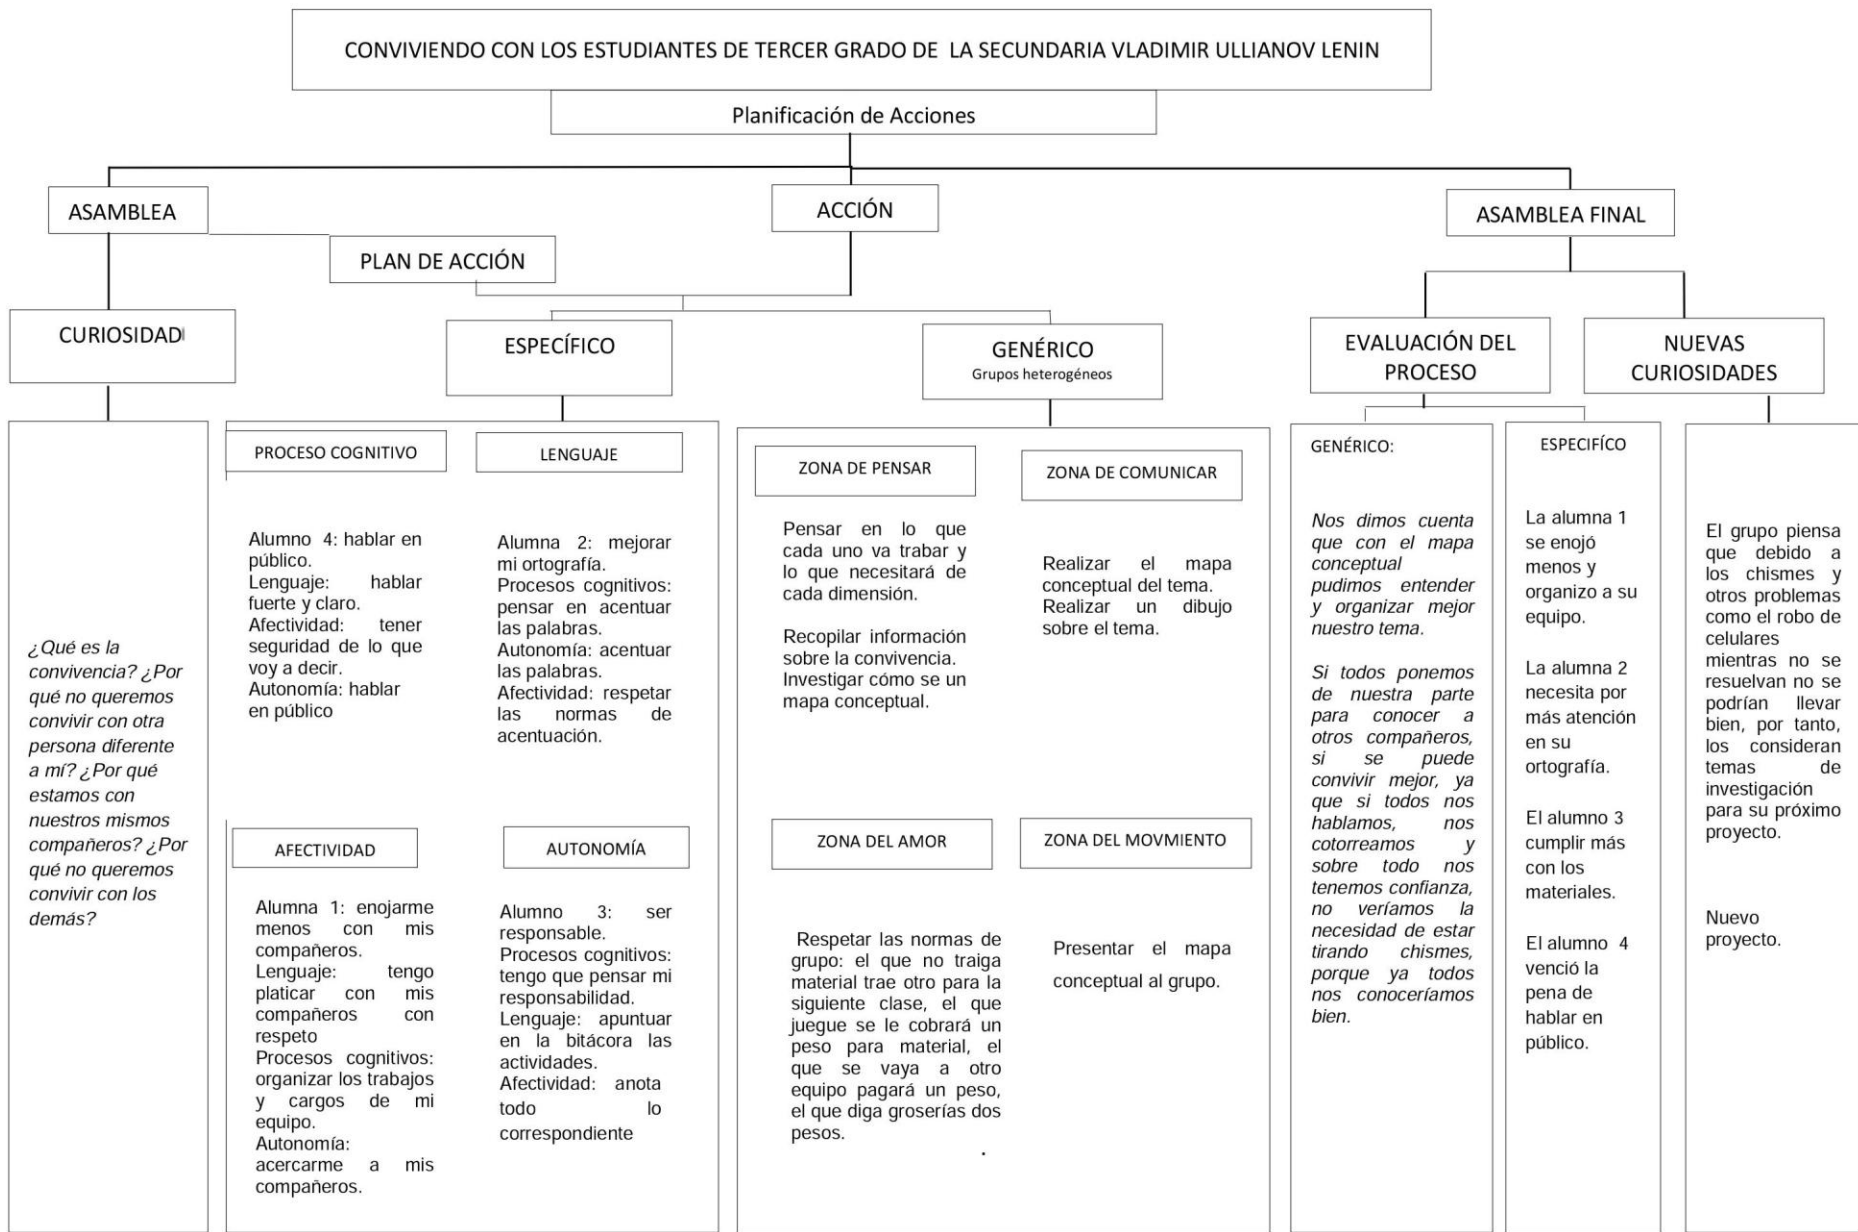 CONVIVIENDO CON LOS ESTUDIANTES DE TERCER GRADO DE LA SECUNDARIA VLADIMIR ULLIANOV LENIN
Planificación de Acciones
ASAMBLEA
ACCIÓN
ASAMBLEA FINAL
PLAN DE ACCIÓN
CURIOSIDAD
ESPECÍFICO
GENÉRICO
Grupos heterogéneos
EVALUACIÓN DEL
PROCESO
NUEVAS
CURIOSIDADES
¿Qué es la
convivencia? ¿Por
qué no queremos
convivir con otra
persona diferente
a mí? ¿Por qué
estamos con
nuestros mismos
compañeros? ¿Por
qué no queremos
convivir con los
demás?
PROCESO COGNITIVO
Alumno 4: hablar en
público.
Lenguaje: hablar
fuerte y claro.
Afectividad: tener
seguridad de lo que
voy a decir.
Autonomía: hablar
en público
LENGUAJE
Alumna 2: mejorar
mi ortografía.
Procesos cognitivos:
pensar en acentuar
las palabras.
Autonomía: acentuar
las palabras.
Afectividad: respetar
las normas de
acentuación.
AFECTIVIDAD
Alumna 1: enojarme
menos con mis
compañeros.
Lenguaje: tengo
platicar con mis
compañeros con
respeto
Procesos cognitivos:
organizar los trabajos
y cargos de mi
equipo.
Autonomía:
acercarme a mis
compañeros.
AUTONOMÍA
Alumno 3: ser
responsable.
Procesos cognitivos:
tengo que pensar mi
responsabilidad.
Lenguaje: apuntuar
en la bitácora las
actividades.
Afectividad: anota
todo lo
correspondiente
ZONA DE PENSAR
Pensar en lo que
cada uno va trabar y
lo que necesitará de
cada dimensión.
Recopilar información
sobre la convivencia.
Investigar cómo se un
mapa conceptual.
ZONA DE COMUNICAR
Realizar el mapa
conceptual del tema.
Realizar un dibujo
sobre el tema.
ZONA DEL AMOR
Respetar las normas de
grupo: el que no traiga
material trae otro para la
siguiente clase, el que
juegue se le cobrará un
peso para material, el
que se vaya a otro
equipo pagará un peso,
el que diga groserías dos
pesos.
.
ZONA DEL MOVMIENTO
Presentar el mapa
conceptual al grupo.
GENÉRICO:
Nos dimos cuenta
que con el mapa
conceptual
pudimos entender
y organizar mejor
nuestro tema.
Si todos ponemos
de nuestra parte
para conocer a
otros compañeros,
si se puede
convivir mejor, ya
que si todos nos
hablamos, nos
cotorreamos y
sobre todo nos
tenemos confianza,
no veríamos la
necesidad de estar
tirando chismes,
porque ya todos
nos conoceríamos
bien.
ESPECIFÍCO
La alumna 1
se enojó
menos y
organizo a su
equipo.
La alumna 2
necesita por
más atención
en su
ortografía.
El alumno 3
cumplir más
con los
materiales.
El alumno 4
venció la
pena de
hablar en
público.
El grupo piensa
que debido a
los chismes y
otros problemas
como el robo de
celulares
mientras no se
resuelvan no se
podrían llevar
bien, por tanto,
los consideran
temas de
investigación
para su próximo
proyecto.
Nuevo
proyecto.